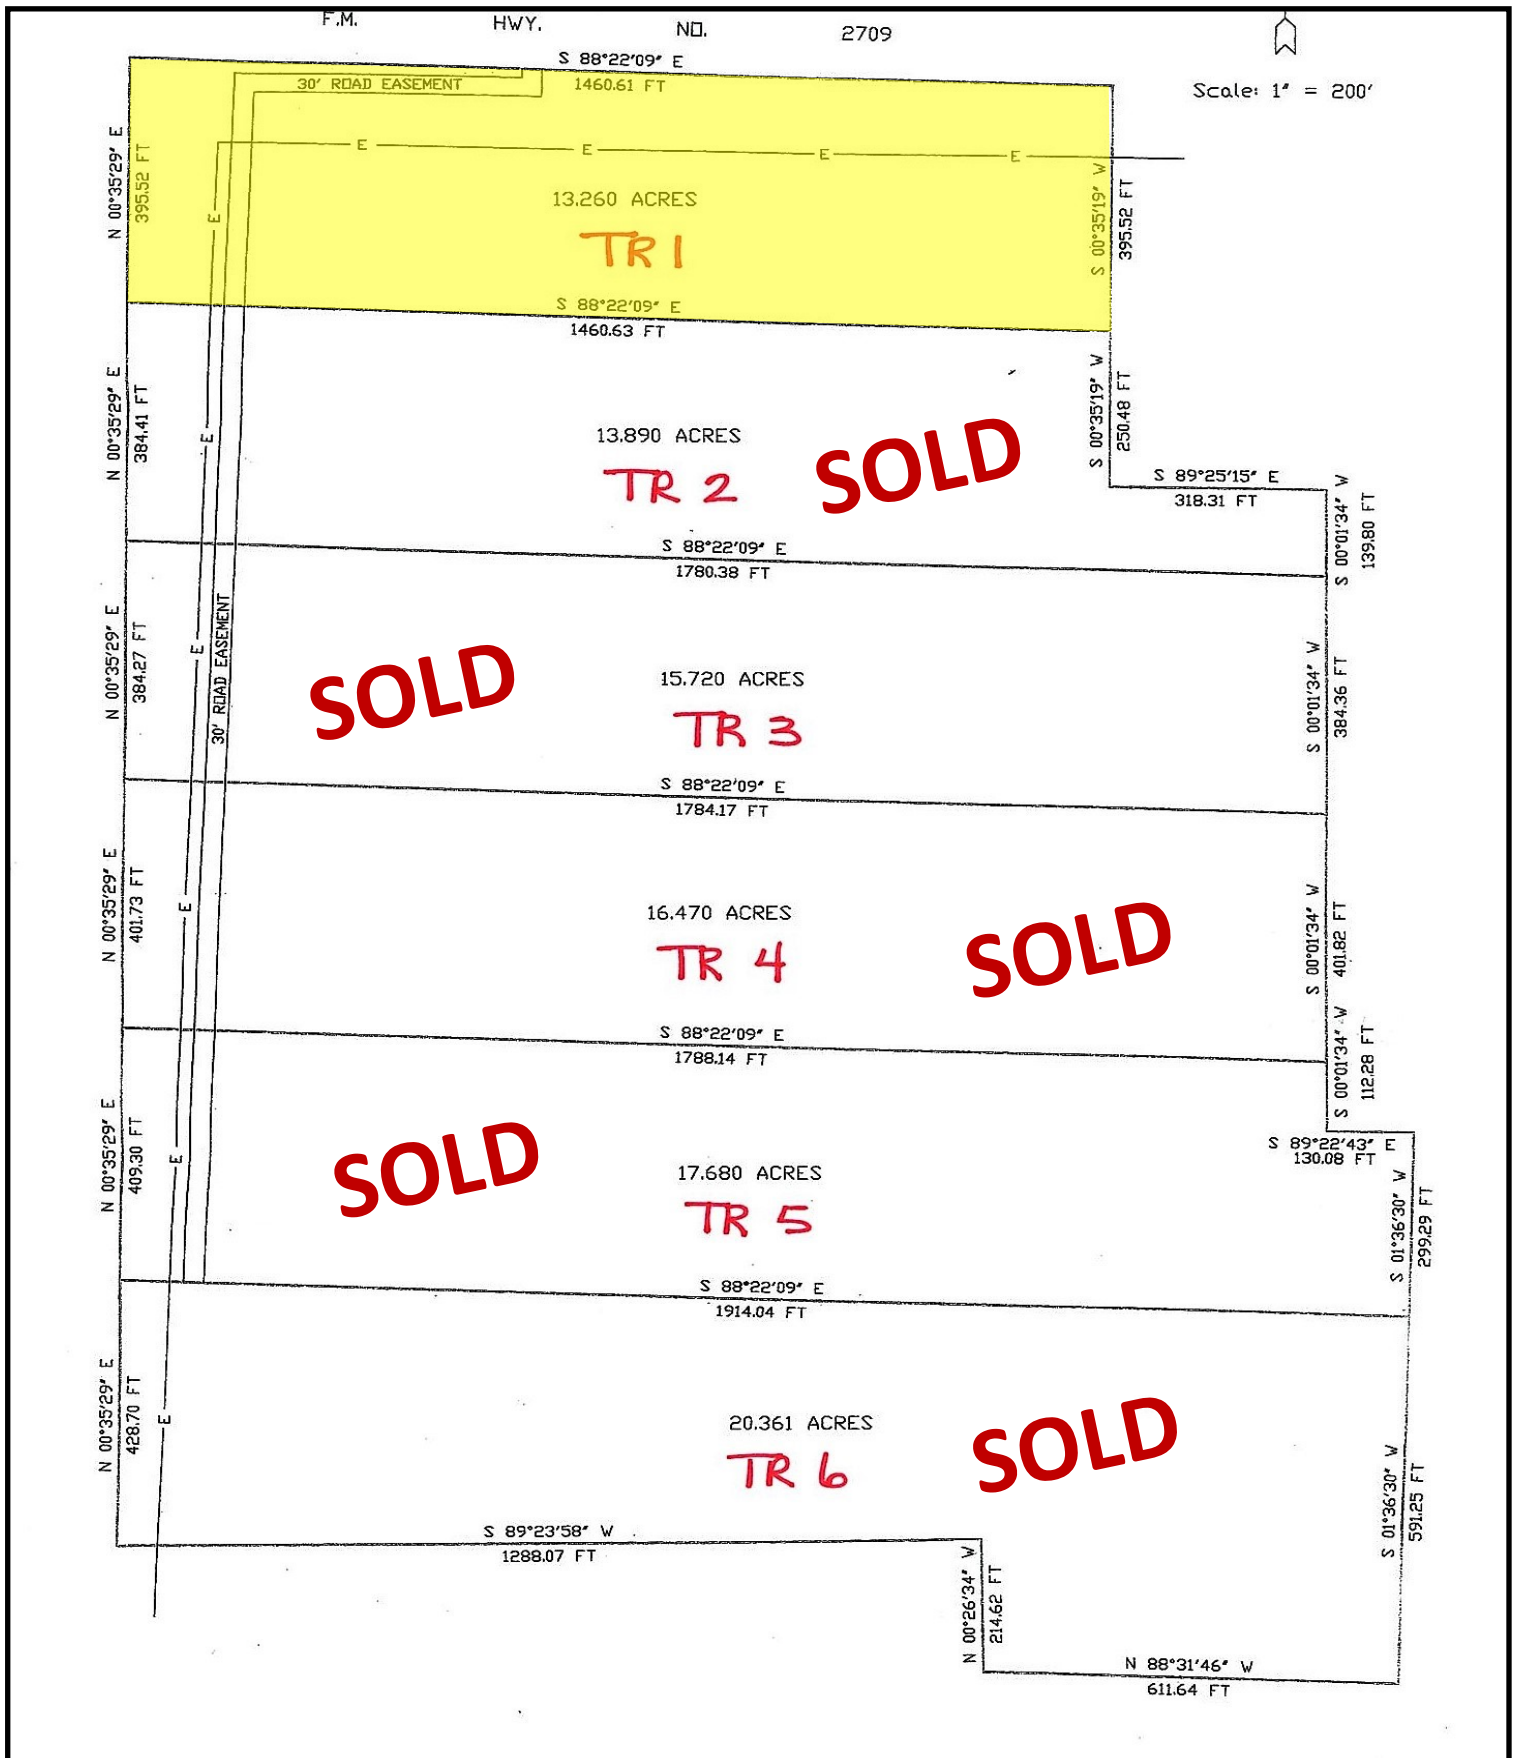 F.M. HWY. NO. 2709
S 88°22'09" E
1460.61 FT
Scale: 1" = 200'
30' ROAD EASEMENT
N 00°35'29" E
395.52 FT
E
E
E
E
E
S 00°35'19" W
395.52 FT
13.260 ACRES
TR 1
S 88°22'09" E
1460.63 FT
N 00°35'29" E
384.41 FT
E
S 00°35'19" W
250.48 FT
13.890 ACRES
TR 2
SOLD
S 89°25'15" E
318.31 FT
S 00°01'34" W
139.80 FT
S 88°22'09" E
1780.38 FT
N 00°35'29" E
384.27 FT
E
30' ROAD EASEMENT
SOLD
15.720 ACRES
TR 3
S 00°01'34" W
384.36 FT
S 88°22'09" E
1784.17 FT
N 00°35'29" E
401.73 FT
E
16.470 ACRES
TR 4
SOLD
S 00°01'34" W
401.82 FT
S 88°22'09" E
1788.14 FT
S 00°01'34" W
112.28 FT
N 00°35'29" E
409.30 FT
E
SOLD
17.680 ACRES
TR 5
S 89°22'43" E
130.08 FT
S 01°36'30" W
299.29 FT
S 88°22'09" E
1914.04 FT
N 00°35'29" E
428.70 FT
E
20.361 ACRES
TR 6
SOLD
S 01°36'30" W
591.25 FT
S 89°23'58" W
1288.07 FT
N 00°26'34" W
214.62 FT
N 88°31'46" W
611.64 FT